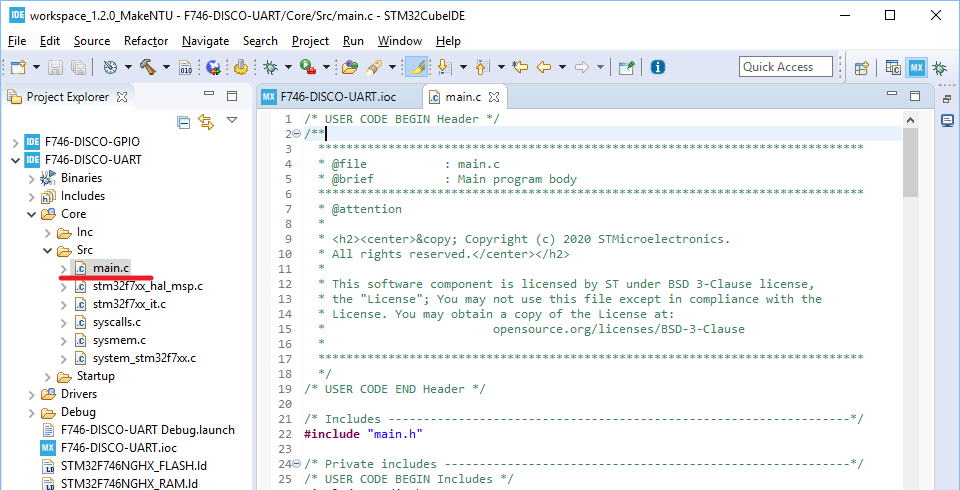 IDE workspace_1.2.0_MakeNTU - F746-DISCO-UART/Core/Src/main.c - STM32CubeIDE
File Edit Source Refactor Navigate Search Project Run Window Help
010 Quick Access MX
Project Explorer
IDE F746-DISCO-GPIO
IDE F746-DISCO-UART
Binaries
Includes
Core
Inc
Src
main.c
stm32f7xx_hal_msp.c
stm32f7xx_it.c
syscalls.c
sysmem.c
system_stm32f7xx.c
Startup
Drivers
Debug
F746-DISCO-UART Debug.launch
MX F746-DISCO-UART.ioc
STM32F746NGHX_FLASH.ld
STM32F746NGHX_RAM.ld
MX F746-DISCO-UART.ioc main.c
1 /* USER CODE BEGIN Header */
2 /**
3 ******************************************************************************
4 * @file : main.c
5 * @brief : Main program body
6 ******************************************************************************
7 * @attention
8 *
9 * <h2><center>&copy; Copyright (c) 2020 STMicroelectronics.
10 * All rights reserved.</center></h2>
11 *
12 * This software component is licensed by ST under BSD 3-Clause license,
13 * the "License"; You may not use this file except in compliance with the
14 * License. You may obtain a copy of the License at:
15 * opensource.org/licenses/BSD-3-Clause
16 *
17 ******************************************************************************
18 */
19 /* USER CODE END Header */
20
21 /* Includes ------------------------------------------------------------------*/
22 #include "main.h"
23
24 /* Private includes ----------------------------------------------------------*/
25 /* USER CODE BEGIN Includes */